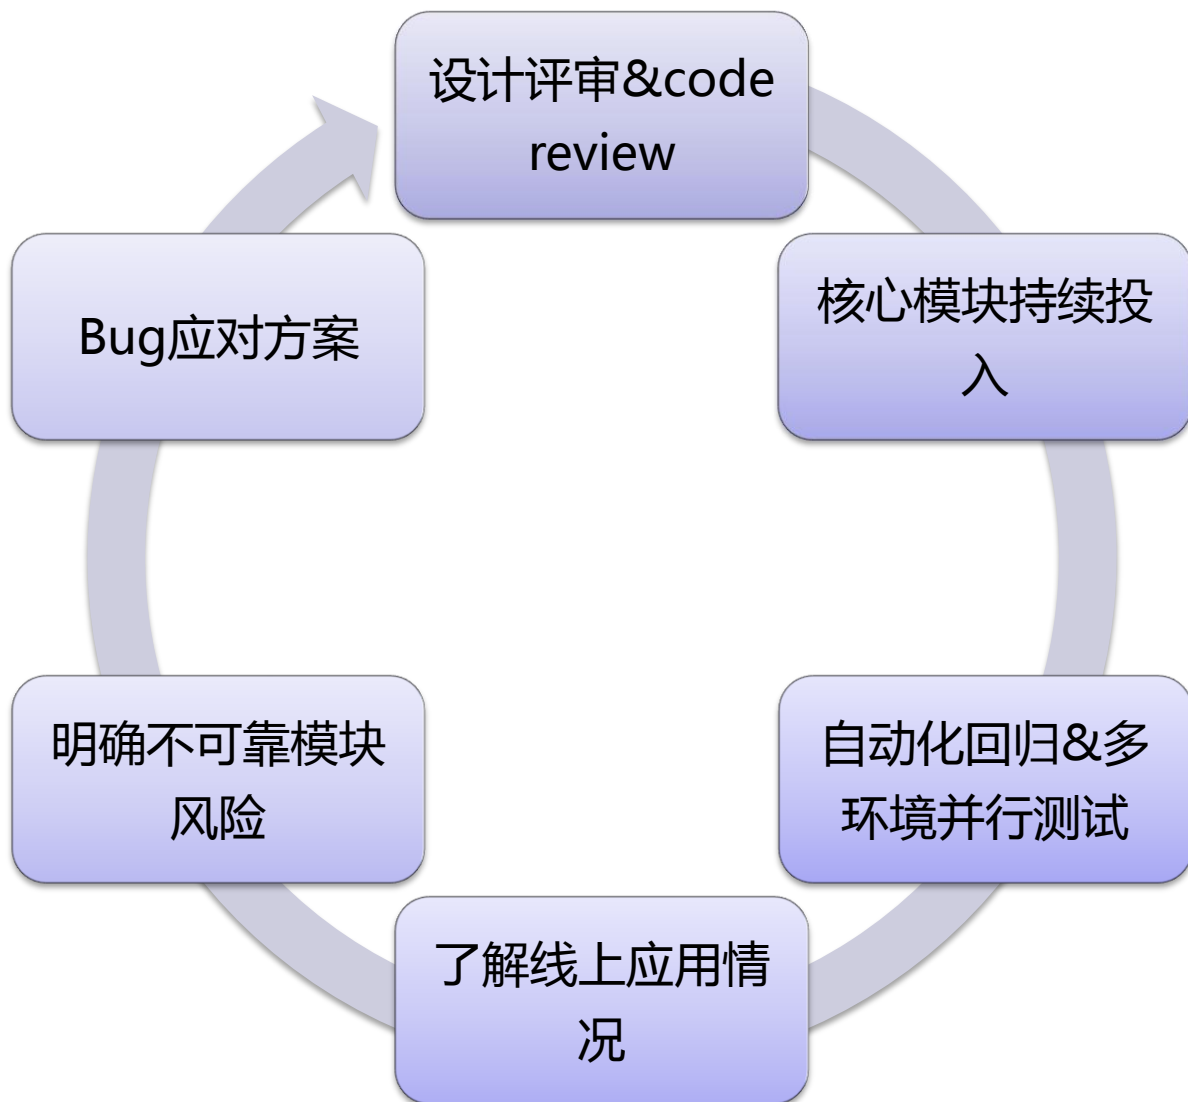 设计评审&code
review
核心模块持续投
入
自动化回归&多
环境并行测试
了解线上应用情
况
明确不可靠模块
风险
Bug应对方案